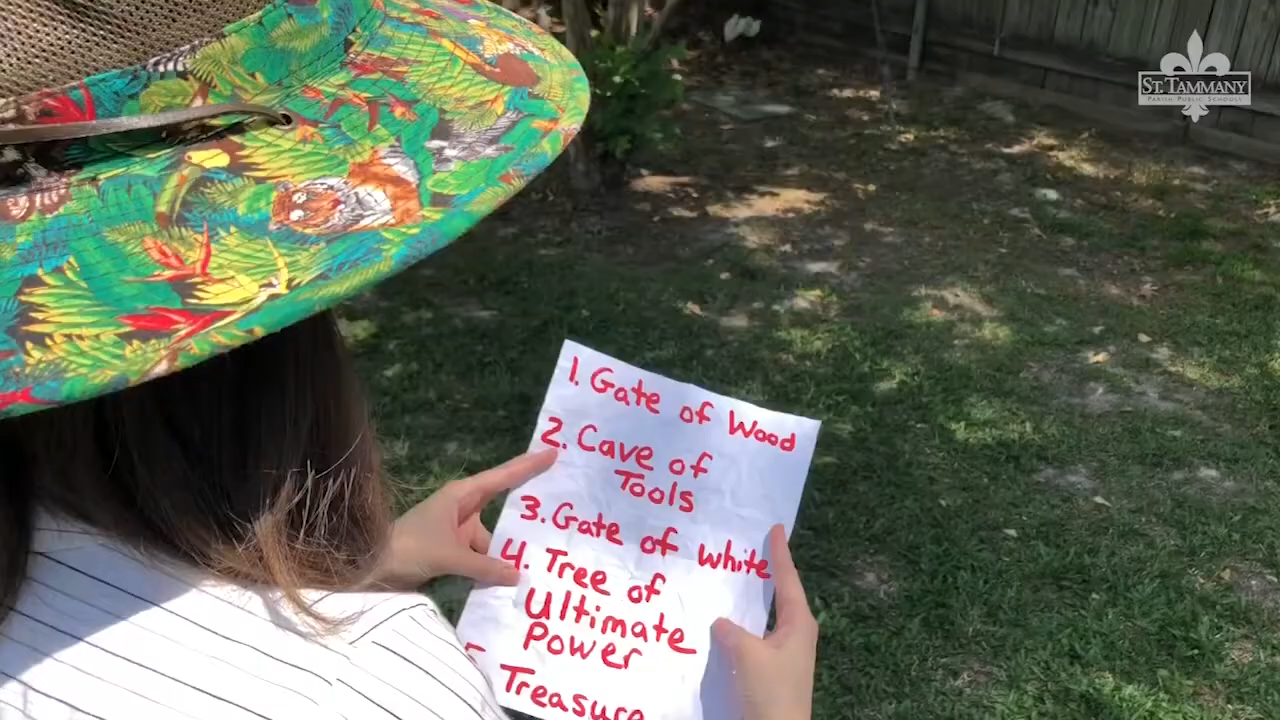 ST. TAMMANY
PARISH PUBLIC SCHOOLS
1. Gate of Wood
2. Cave of
Tools
3. Gate of white
4. Tree of
Ultimate
Power
Treasure